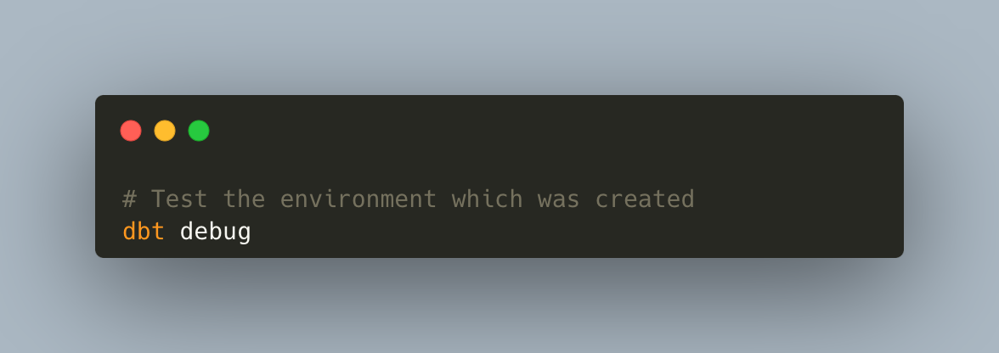 # Test the environment which was created
dbt debug